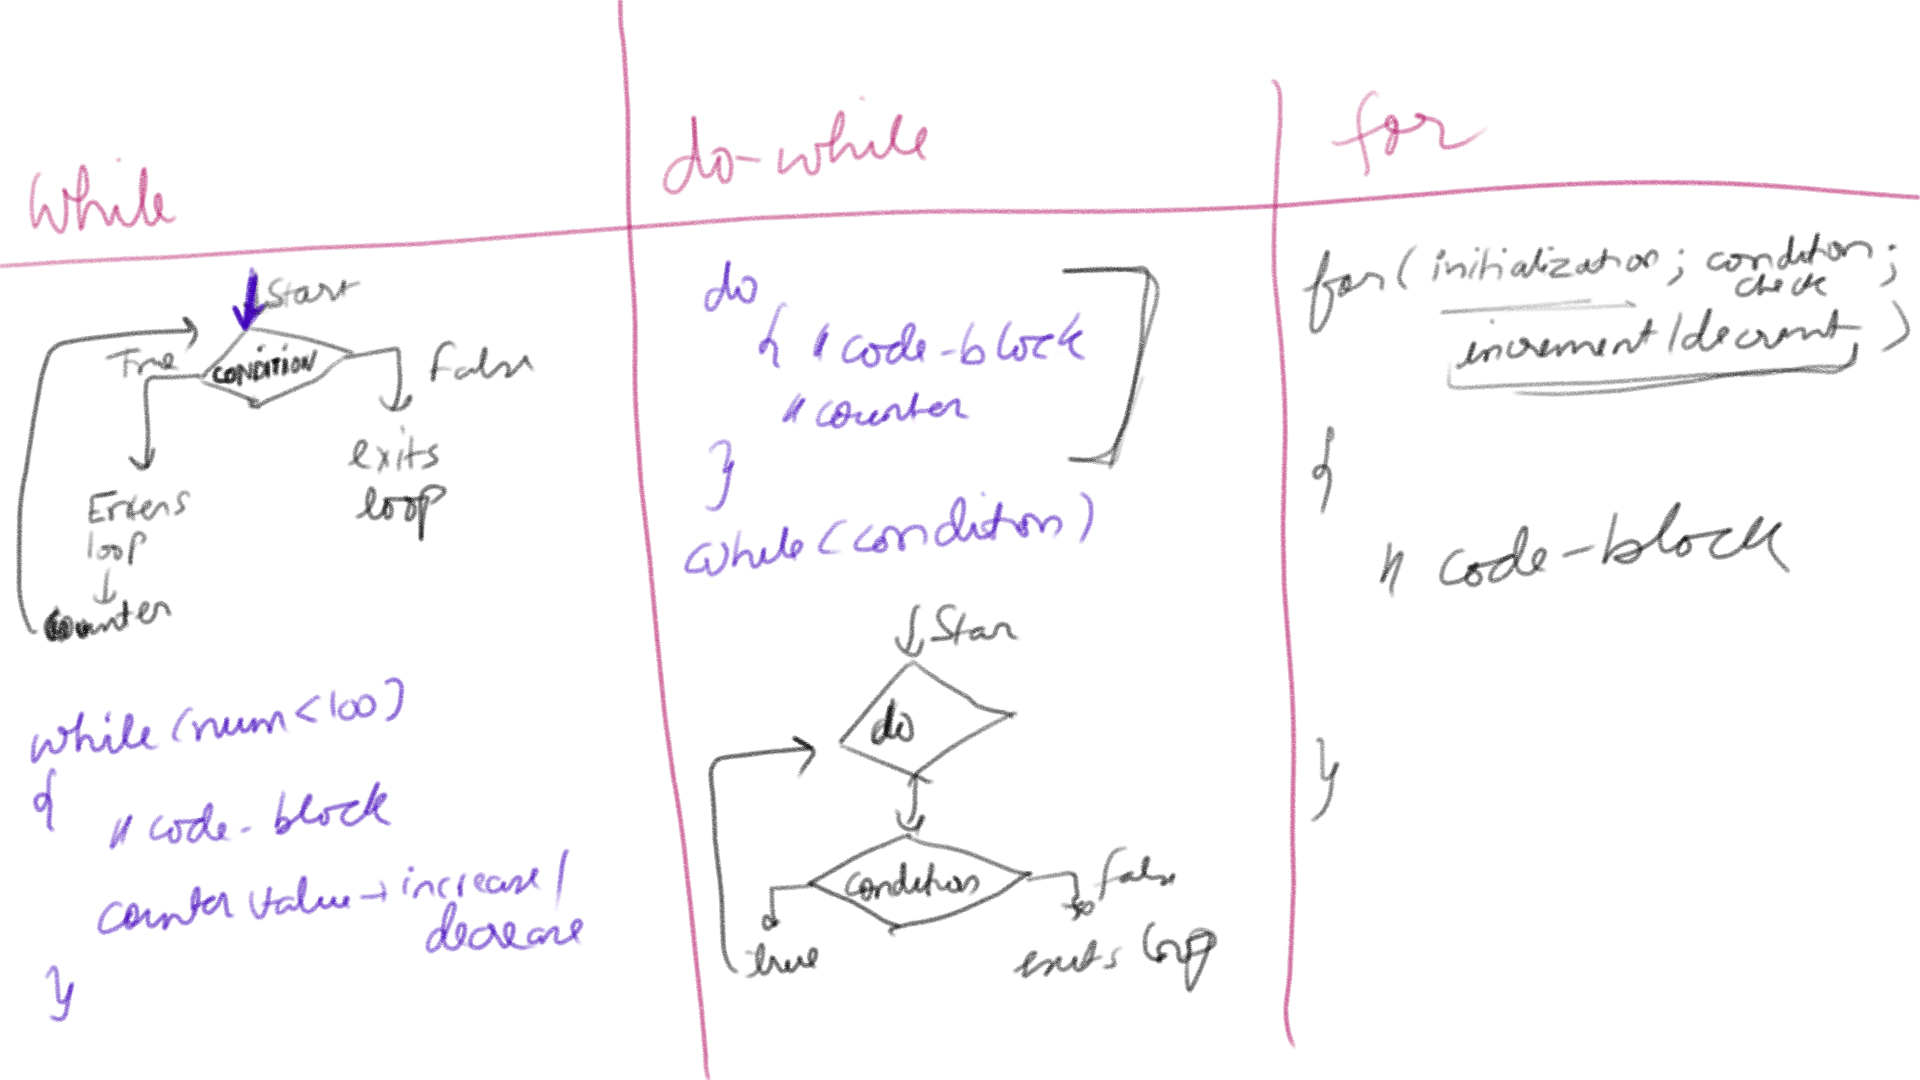 while
Start
True
CONDITION
False
exits
loop
Enters
loop
Counter
while (num < 100)
{
// code-block
counter value → increase /
decrease
}
do-while
do
{ // code-block
// counter
}
while (condition)
Star
do
condition
False
true
exits loop
for
for ( initialization ; condition ;
check
increment / decrment )
{
// code-block
}